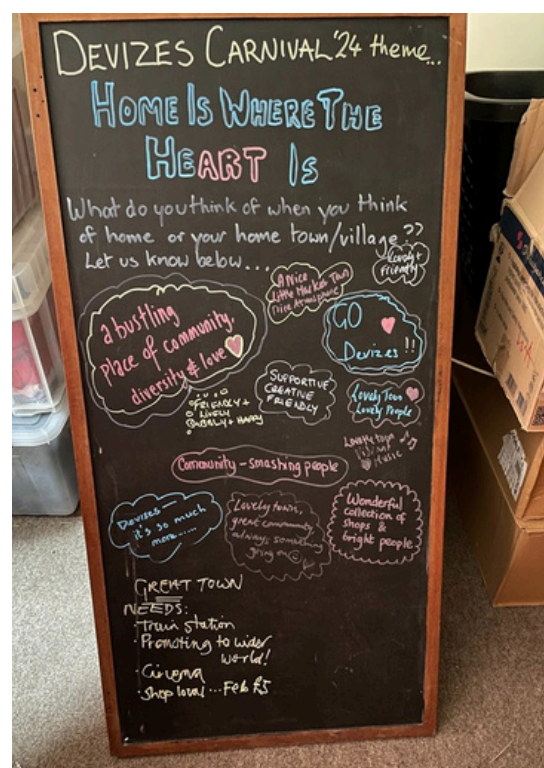 DEVIZES CARNIVAL '24 theme...
HOME IS WHERE THE
HEART IS
What do you think of when you think
of home or your home town/village??
Let us know below...
Lovely +
Friendly
A Nice
Little Market Town
Nice Atmosphere
a bustling
place of community,
diversity & love
GO
Devizes!!
SUPPORTIVE
CREATIVE
FRIENDLY
FRIENDLY +
LIVELY
+ HAPPY
Lovely Town
Lovely People
Lovely town
Vibrant
Music
Community - smashing people
Devizes -
it's so much
more......
Lovely town,
great community
always something
going on
Wonderful
collection of
shops &
bright people
GREAT TOWN
NEEDS:
· Train station
· Promoting to wider
world!
· Cinema
· Shop local ... Feb £5